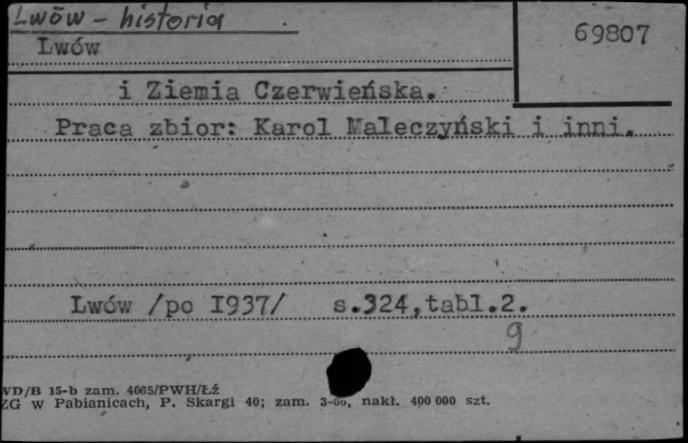 Lwów - historia
69807
Lwów
i Ziemia Czerwieńska.
Praca zbior: Karol Maleczyński i inni.
Lwów /po I937/ s.324,tabl.2.
9
VD/B 15-b zam. 4065/PWH/Łź
ZG w Pabianicach, P. Skargi 40; zam. nakł. 400 000 szt.